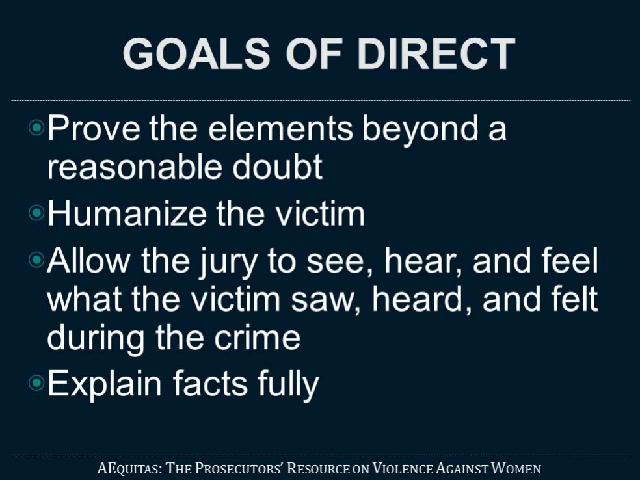 GOALS OF DIRECT
Prove the elements beyond a
reasonable doubt
Humanize the victim
Allow the jury to see, hear, and feel
what the victim saw, heard, and felt
during the crime
Explain facts fully
AEQUITAS: THE PROSECUTORS' RESOURCE ON VIOLENCE AGAINST WOMEN